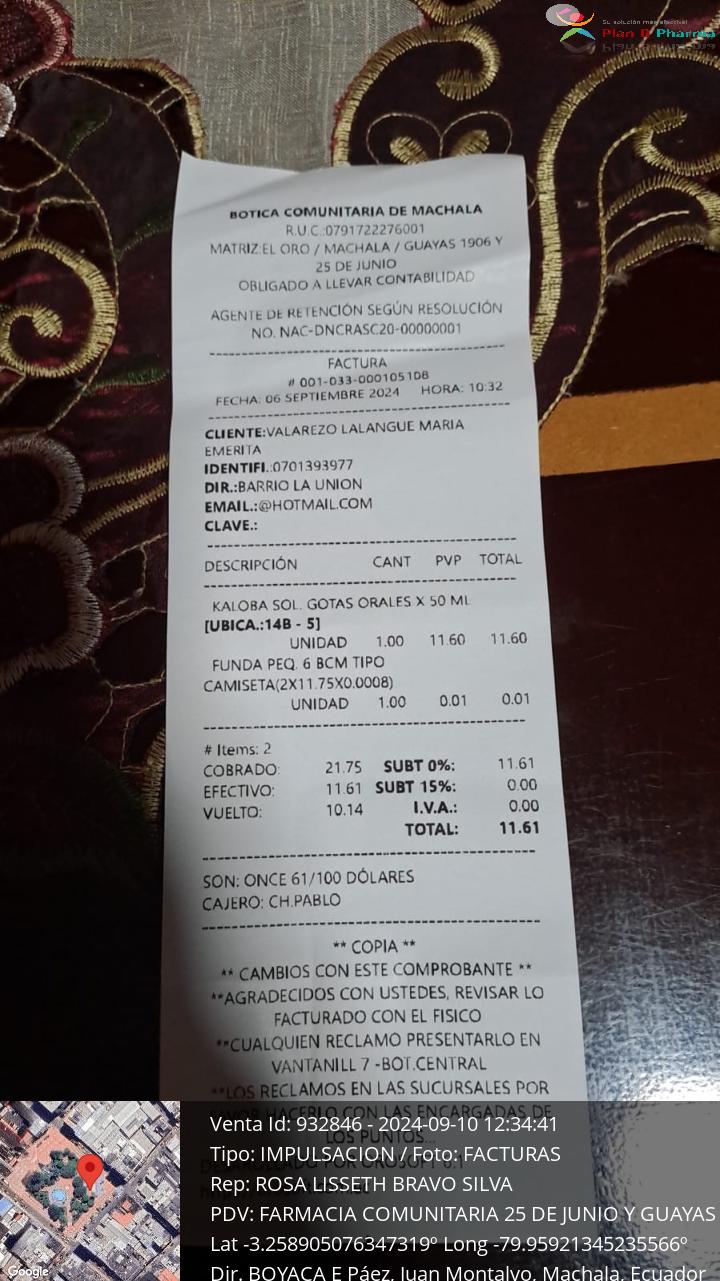 Su solución más efectiva!
Plan B Pharma
BOTICA COMUNITARIA DE MACHALA
R.U.C.:0791722276001
MATRIZ:EL ORO / MACHALA / GUAYAS 1906 Y
25 DE JUNIO
OBLIGADO A LLEVAR CONTABILIDAD
AGENTE DE RETENCIÓN SEGÚN RESOLUCIÓN
NO. NAC-DNCRASC20-00000001
FACTURA
# 001-033-000105108
FECHA: 06 SEPTIEMBRE 2024 HORA: 10:32
CLIENTE:VALAREZO LALANGUE MARIA
EMERITA
IDENTIFI.:0701393977
DIR.:BARRIO LA UNION
EMAIL.:@HOTMAIL.COM
CLAVE.:
DESCRIPCIÓN CANT PVP TOTAL
KALOBA SOL. GOTAS ORALES X 50 ML
[UBICA.:14B - 5]
UNIDAD 1.00 11.60 11.60
FUNDA PEQ. 6 BCM TIPO
CAMISETA(2X11.75X0.0008)
UNIDAD 1.00 0.01 0.01
# Items: 2
COBRADO: 21.75 SUBT 0%: 11.61
EFECTIVO: 11.61 SUBT 15%: 0.00
VUELTO: 10.14 I.V.A.: 0.00
TOTAL: 11.61
SON: ONCE 61/100 DÓLARES
CAJERO: CH.PABLO
** COPIA **
** CAMBIOS CON ESTE COMPROBANTE **
**AGRADECIDOS CON USTEDES, REVISAR LO
FACTURADO CON EL FISICO
**CUALQUIEN RECLAMO PRESENTARLO EN
VANTANILL 7 -BOT.CENTRAL
**LOS RECLAMOS EN LAS SUCURSALES POR
FAVOR HACERLO CON LAS ENCARGADAS DE
LOS PUNTOS...
DESARROLLADO POR
Venta Id: 932846 - 2024-09-10 12:34:41
Tipo: IMPULSACION / Foto: FACTURAS
Rep: ROSA LISSETH BRAVO SILVA
PDV: FARMACIA COMUNITARIA 25 DE JUNIO Y GUAYAS
Lat -3.258905076347319º Long -79.95921345235566º
Dir. BOYACA E Páez, Juan Montalvo, Machala, Ecuador
Google